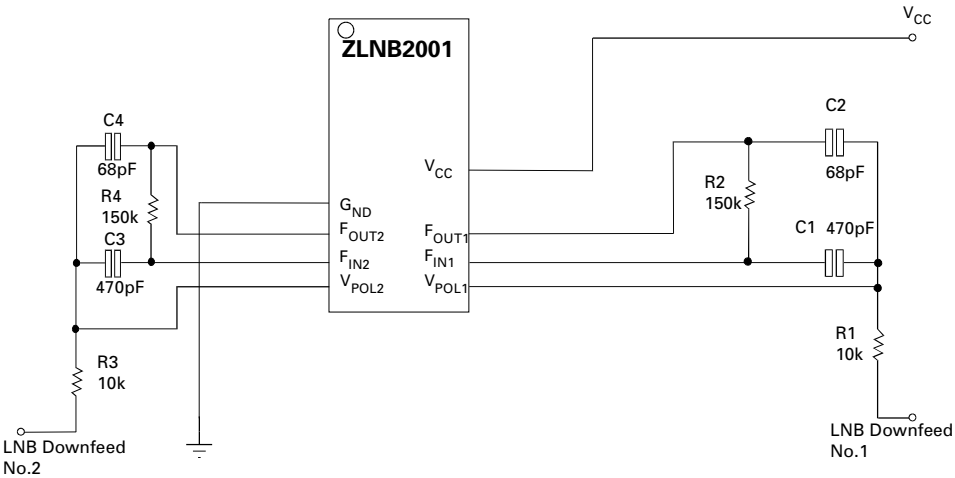 V_CC
ZLNB2001
C4
68pF
R4
150k
C3
470pF
R3
10k
LNB Downfeed
No.2
G_ND
F_OUT2
F_IN2
V_POL2
V_CC
F_OUT1
F_IN1
V_POL1
C2
68pF
R2
150k
C1 470pF
R1
10k
LNB Downfeed
No.1